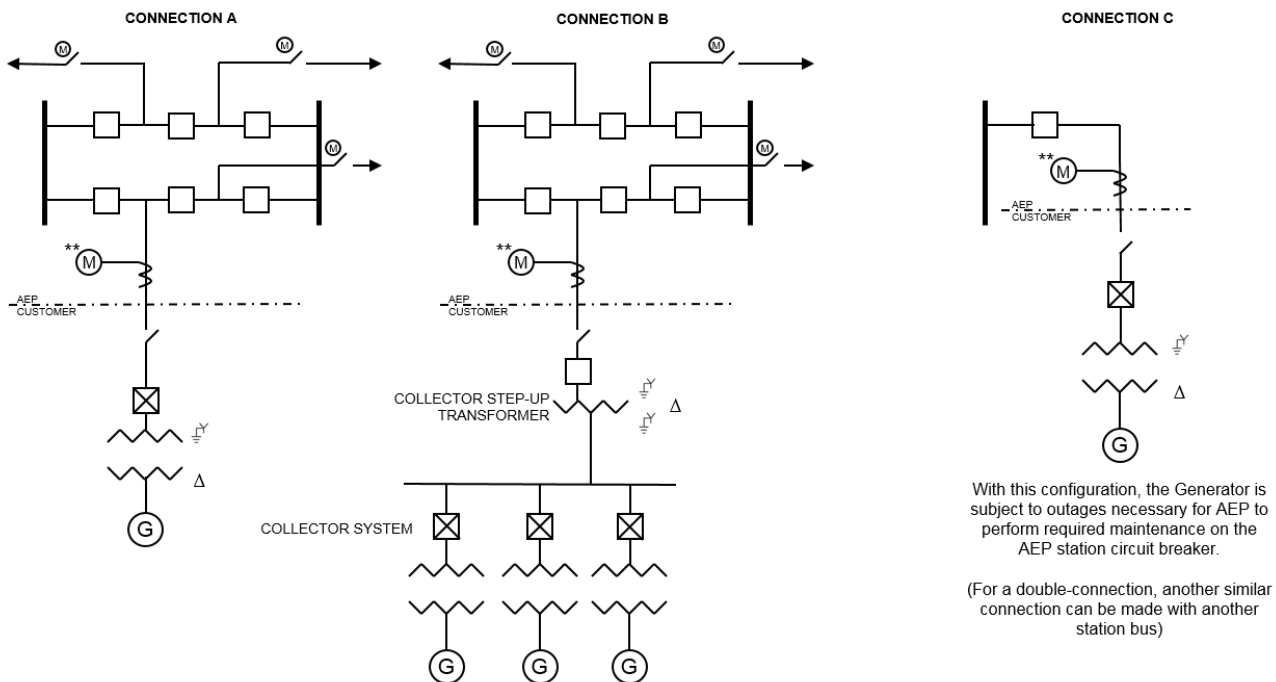 CONNECTION A
CONNECTION B
CONNECTION C
M
M
M
M
M
M
** M
** M
** M
AEP
CUSTOMER
AEP
CUSTOMER
AEP
CUSTOMER
Y
Δ
G
COLLECTOR STEP-UP
TRANSFORMER
Y
Y
Δ
COLLECTOR SYSTEM
G
G
G
Y
Δ
G
With this configuration, the Generator is
subject to outages necessary for AEP to
perform required maintenance on the
AEP station circuit breaker.
(For a double-connection, another similar
connection can be made with another
station bus)